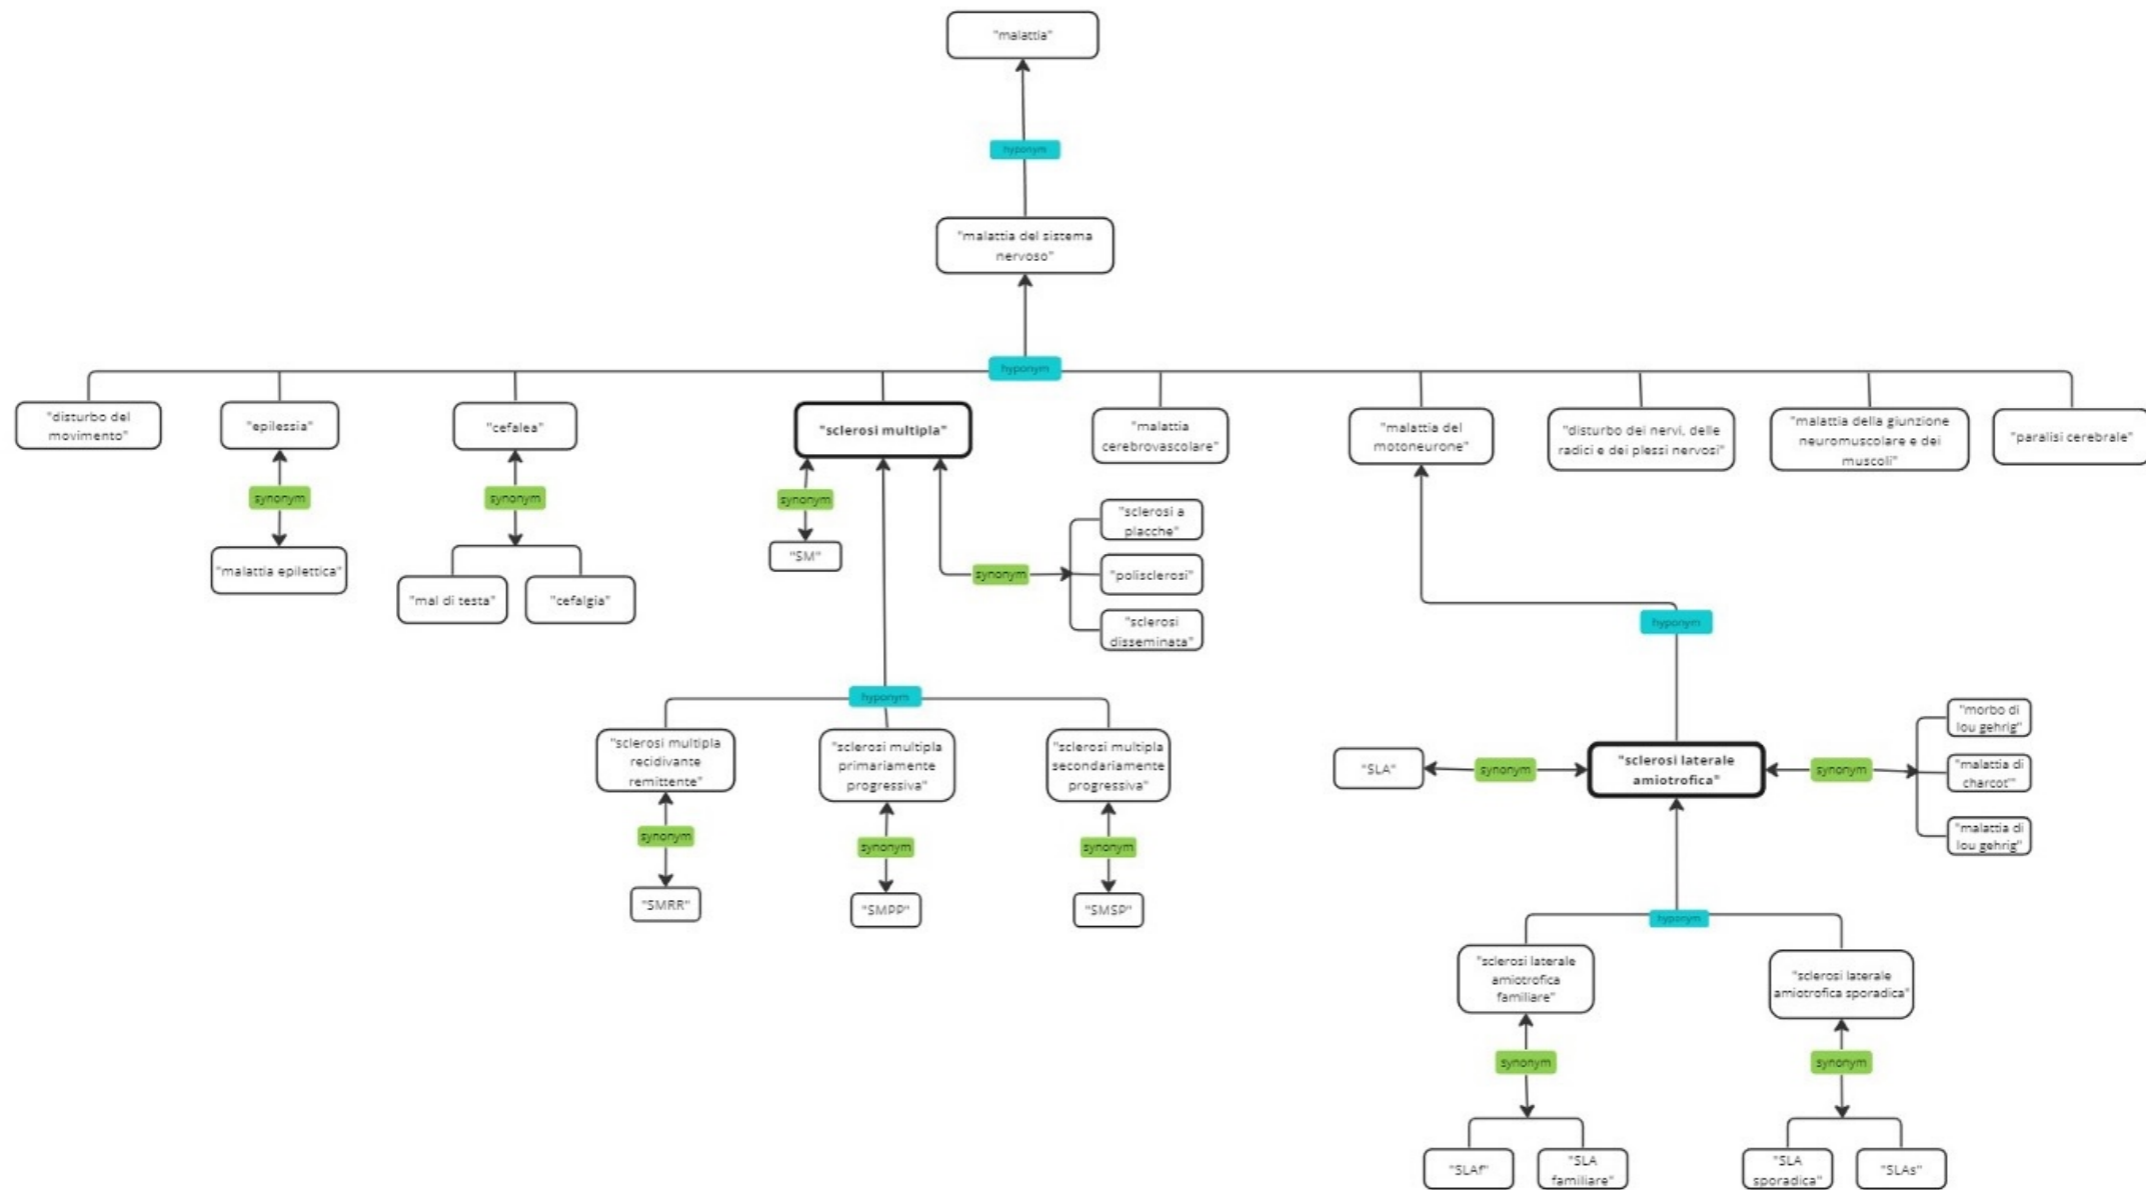 "malattia"
hyponym
"malattia del sistema
nervoso"
hyponym
"disturbo del
movimento"
"epilessia"
"cefalea"
"sclerosi multipla"
"malattia
cerebrovascolare"
"malattia del
motoneurone"
"disturbo dei nervi, delle
radici e dei plessi nervosi"
"malattia della giunzione
neuromuscolare e dei
muscoli"
"paralisi cerebrale"
synonym
synonym
synonym
"malattia epilettica"
"mal di testa"
"cefalgia"
"SM"
synonym
"sclerosi a
placche"
"polisclerosi"
"sclerosi
disseminata"
hyponym
hyponym
"sclerosi multipla
recidivante
remittente"
"sclerosi multipla
primariamente
progressiva"
"sclerosi multipla
secondariamente
progressiva"
synonym
synonym
synonym
"SMRR"
"SMPP"
"SMSP"
"SLA"
synonym
"sclerosi laterale
amiotrofica"
synonym
"morbo di
lou gehrig"
"malattia di
charcot'"
"malattia di
lou gehrig"
hyponym
"sclerosi laterale
amiotrofica
familiare"
"sclerosi laterale
amiotrofica sporadica"
synonym
synonym
"SLAf"
"SLA
familiare"
"SLA
sporadica"
"SLAs"